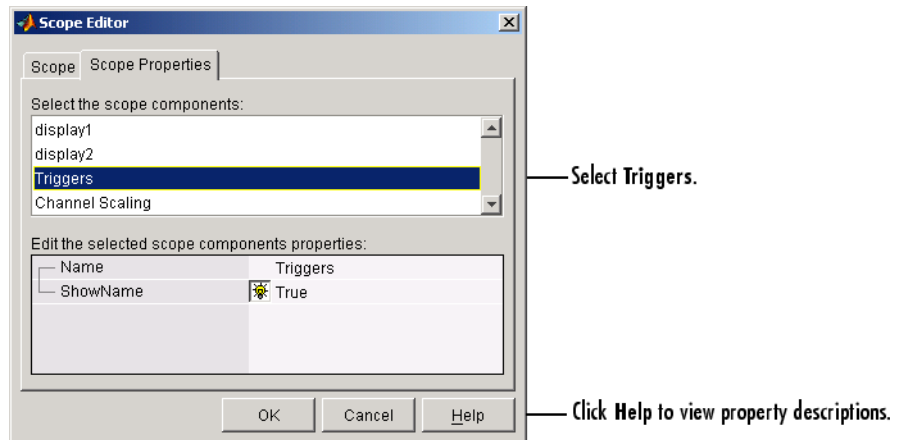 Scope Editor
Scope Scope Properties
Select the scope components:
display1
display2
Triggers
Channel Scaling
Select Triggers.
Edit the selected scope components properties:
Name Triggers
ShowName True
OK Cancel Help
Click Help to view property descriptions.